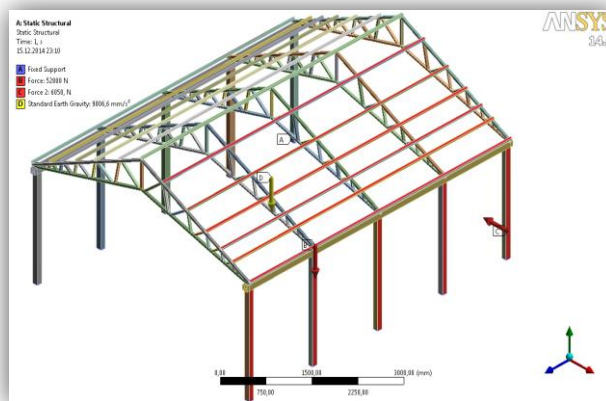 A: Static Structural
Static Structural
Time: 1, s
15.12.2014 23:10
A Fixed Support
B Force: 52000 N
C Force 2: 6050, N
D Standard Earth Gravity: 9806,6 mm/s²
ANSYS
14.
A
D
B
C
0,00 1500,00 3000,00 (mm)
750,00 2250,00